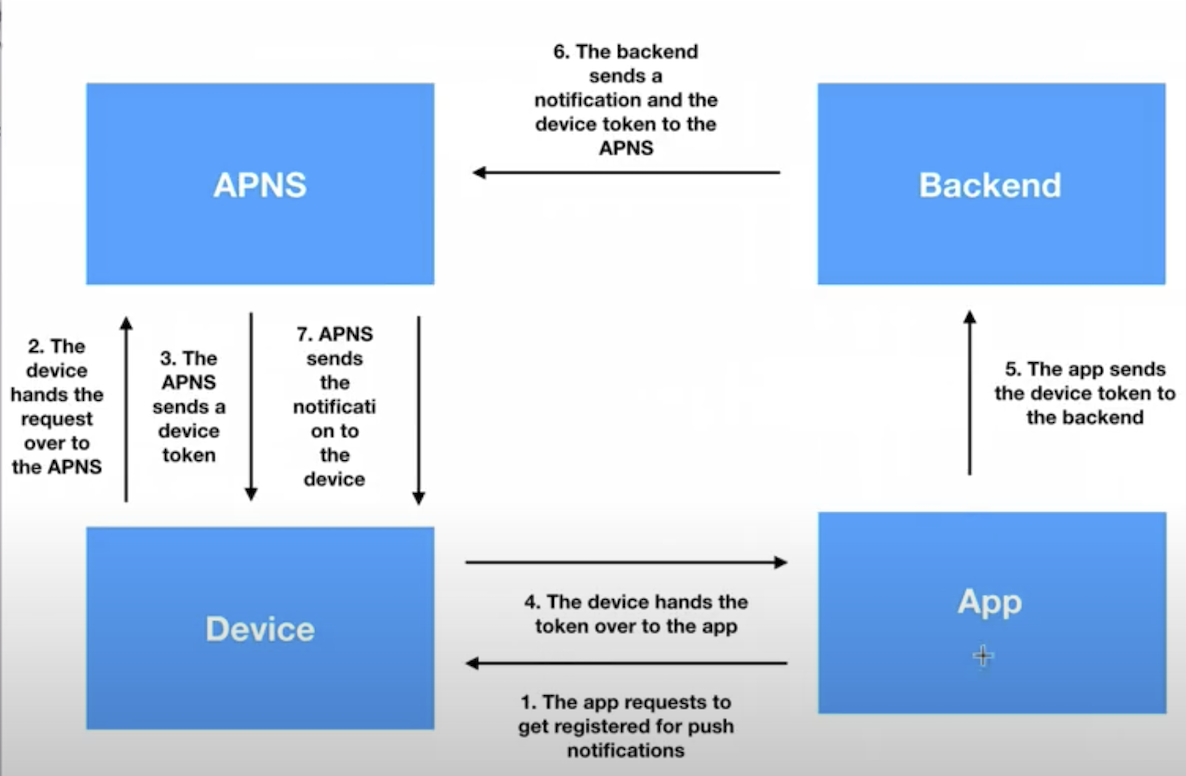 6. The backend
sends a
notification and the
device token to the
APNS
APNS
Backend
2. The
device
hands the
request
over to
the APNS
3. The
APNS
sends a
device
token
7. APNS
sends
the
notificati
on to
the
device
5. The app sends
the device token to
the backend
Device
4. The device hands the
token over to the app
App
1. The app requests to
get registered for push
notifications